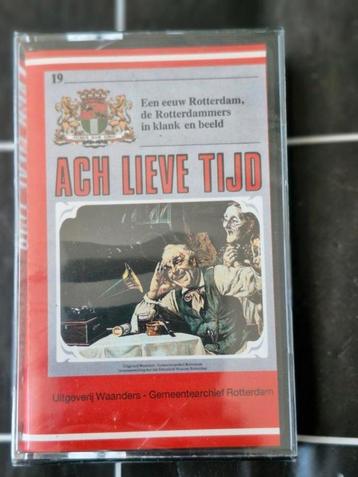 19
Een eeuw Rotterdam,
de Rotterdammers
in klank en beeld
ACH LIEVE TIJD
Uitgeverij Waanders - Gemeentearchief Rotterdam